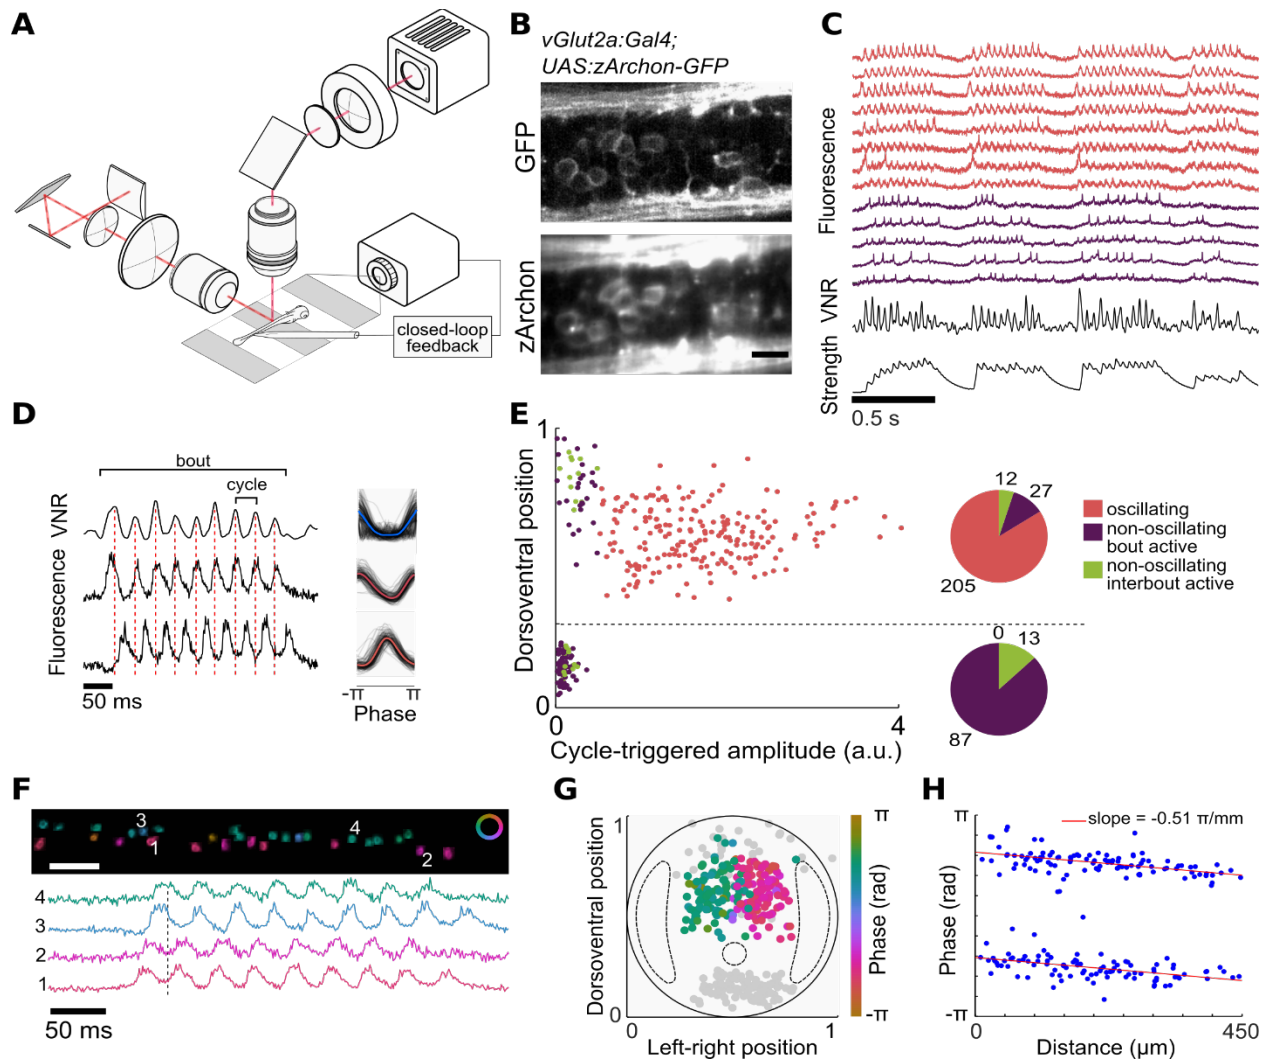 A
closed-loop
feedback
B
vGlut2a:Gal4;
UAS:zArchon-GFP
GFP
zArchon
C
Fluorescence
VNR
Strength
0.5 s
D
bout
cycle
VNR
Fluorescence
50 ms
-π π
Phase
E
1
Dorsoventral position
0
0 4
Cycle-triggered amplitude (a.u.)
12
27
205
oscillating
non-oscillating
bout active
non-oscillating
interbout active
0
13
87
F
3
1
4
2
4
3
2
1
50 ms
G
1
Dorsoventral position
0
0 1
Left-right position
π
Phase (rad)
-π
H
slope = -0.51 π/mm
π
Phase (rad)
-π
0 450
Distance (μm)